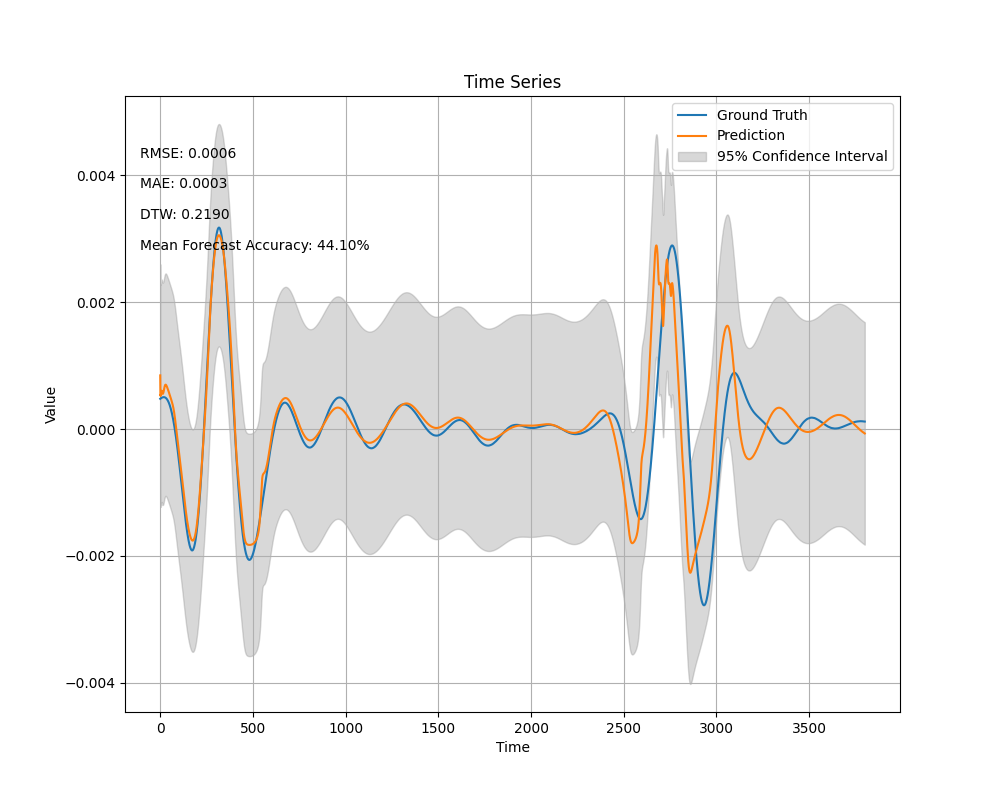 Time Series
Ground Truth
Prediction
95% Confidence Interval
RMSE: 0.0006
MAE: 0.0003
DTW: 0.2190
Mean Forecast Accuracy: 44.10%
0.004
0.002
0.000
−0.002
−0.004
Value
0 500 1000 1500 2000 2500 3000 3500
Time